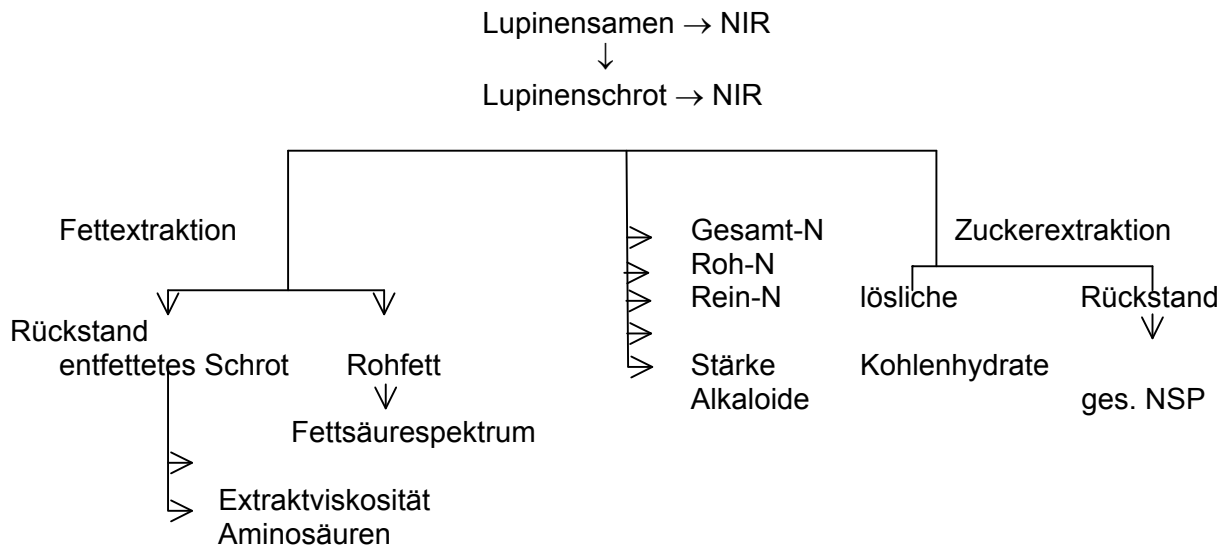 Lupinensamen → NIR
↓
Lupinenschrot → NIR
Fettextraktion
Gesamt-N
Zuckerextraktion
Roh-N
Rein-N
lösliche
Rückstand
Rückstand
entfettetes Schrot
Rohfett
Stärke
Kohlenhydrate
Alkaloide
ges. NSP
Fettsäurespektrum
Extraktviskosität
Aminosäuren